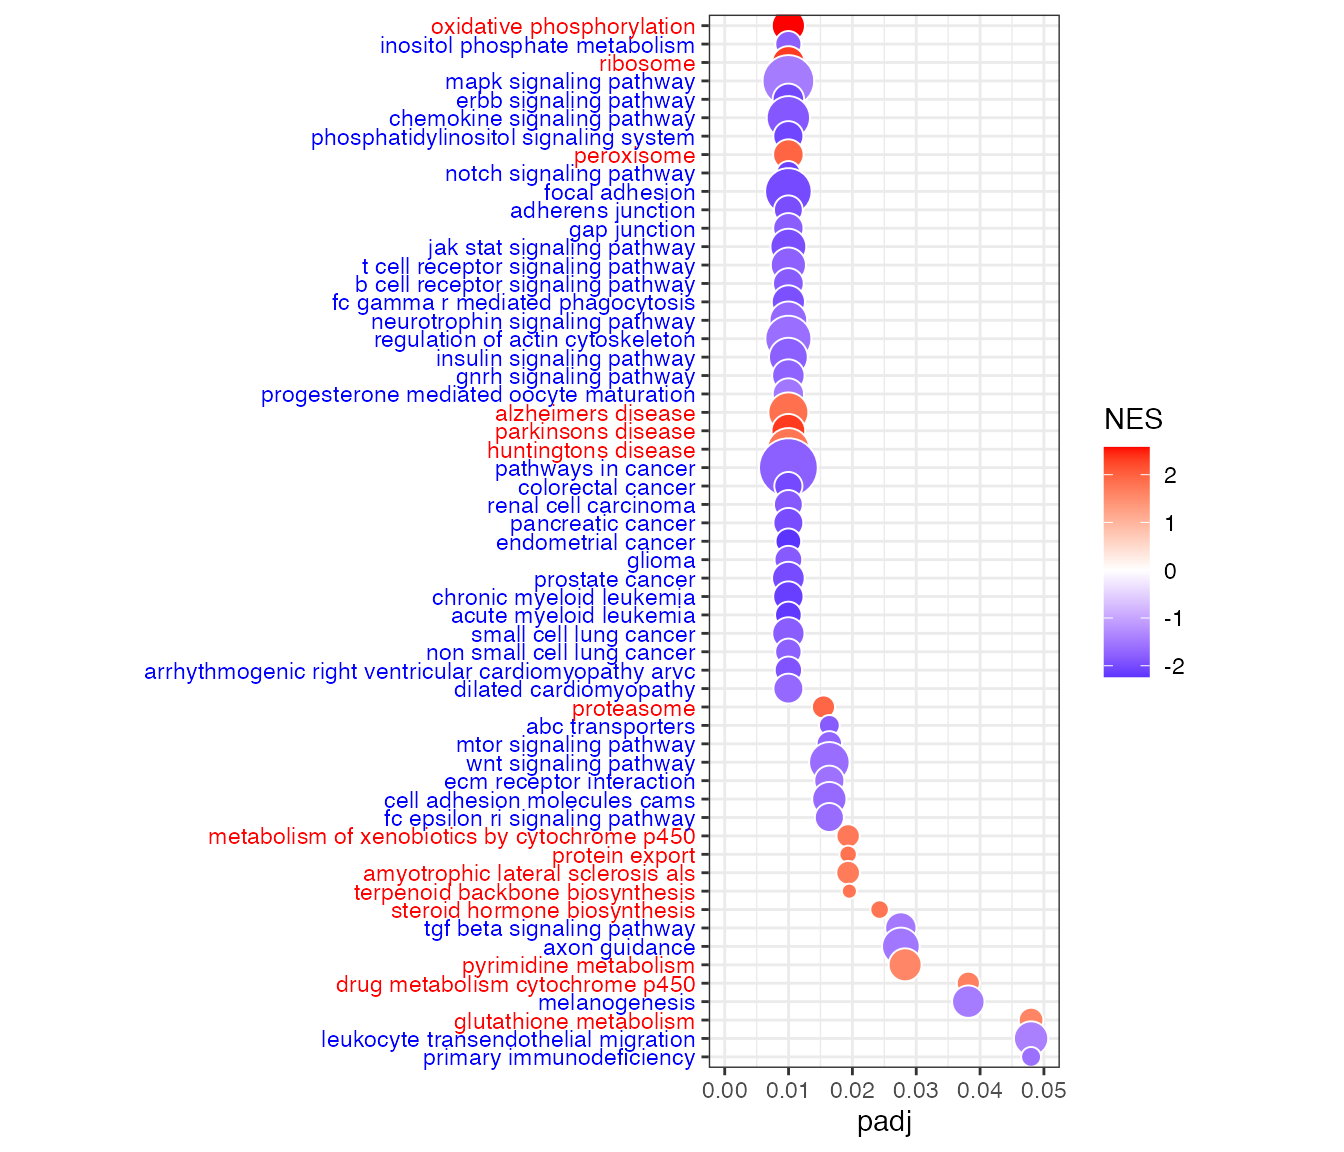 oxidative phosphorylation
inositol phosphate metabolism
ribosome
mapk signaling pathway
erbb signaling pathway
chemokine signaling pathway
phosphatidylinositol signaling system
peroxisome
notch signaling pathway
focal adhesion
adherens junction
gap junction
jak stat signaling pathway
t cell receptor signaling pathway
b cell receptor signaling pathway
fc gamma r mediated phagocytosis
neurotrophin signaling pathway
regulation of actin cytoskeleton
insulin signaling pathway
gnrh signaling pathway
progesterone mediated oocyte maturation
alzheimers disease
parkinsons disease
huntingtons disease
pathways in cancer
colorectal cancer
renal cell carcinoma
pancreatic cancer
endometrial cancer
glioma
prostate cancer
chronic myeloid leukemia
acute myeloid leukemia
small cell lung cancer
non small cell lung cancer
arrhythmogenic right ventricular cardiomyopathy arvc
dilated cardiomyopathy
proteasome
abc transporters
mtor signaling pathway
wnt signaling pathway
ecm receptor interaction
cell adhesion molecules cams
fc epsilon ri signaling pathway
metabolism of xenobiotics by cytochrome p450
protein export
amyotrophic lateral sclerosis als
terpenoid backbone biosynthesis
steroid hormone biosynthesis
tgf beta signaling pathway
axon guidance
pyrimidine metabolism
drug metabolism cytochrome p450
melanogenesis
glutathione metabolism
leukocyte transendothelial migration
primary immunodeficiency
0.00 0.01 0.02 0.03 0.04 0.05
padj
NES
2
1
0
-1
-2